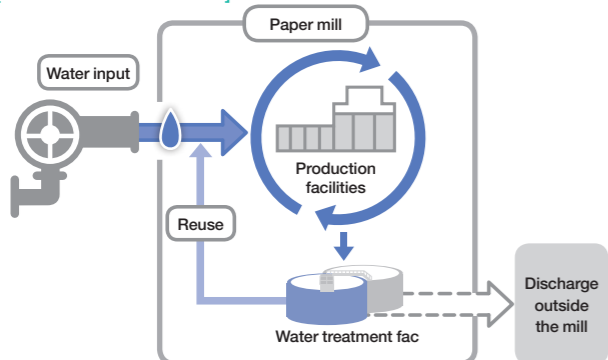 Paper mill
Water input
Production
facilities
Reuse
Water treatment fac
Discharge
outside
the mill